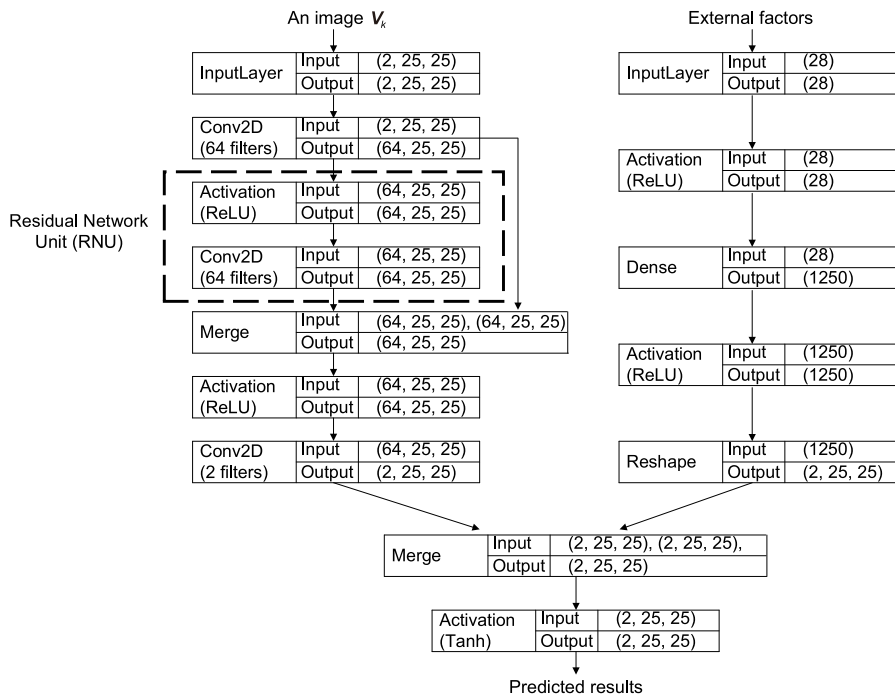 An image Vk
InputLayer
Input (2, 25, 25)
Output (2, 25, 25)
Conv2D
(64 filters)
Input (2, 25, 25)
Output (64, 25, 25)
Residual Network
Unit (RNU)
Activation
(ReLU)
Input (64, 25, 25)
Output (64, 25, 25)
Conv2D
(64 filters)
Input (64, 25, 25)
Output (64, 25, 25)
Merge
Input (64, 25, 25), (64, 25, 25)
Output (64, 25, 25)
Activation
(ReLU)
Input (64, 25, 25)
Output (64, 25, 25)
Conv2D
(2 filters)
Input (64, 25, 25)
Output (2, 25, 25)
External factors
InputLayer
Input (28)
Output (28)
Activation
(ReLU)
Input (28)
Output (28)
Dense
Input (28)
Output (1250)
Activation
(ReLU)
Input (1250)
Output (1250)
Reshape
Input (1250)
Output (2, 25, 25)
Merge
Input (2, 25, 25), (2, 25, 25),
Output (2, 25, 25)
Activation
(Tanh)
Input (2, 25, 25)
Output (2, 25, 25)
Predicted results